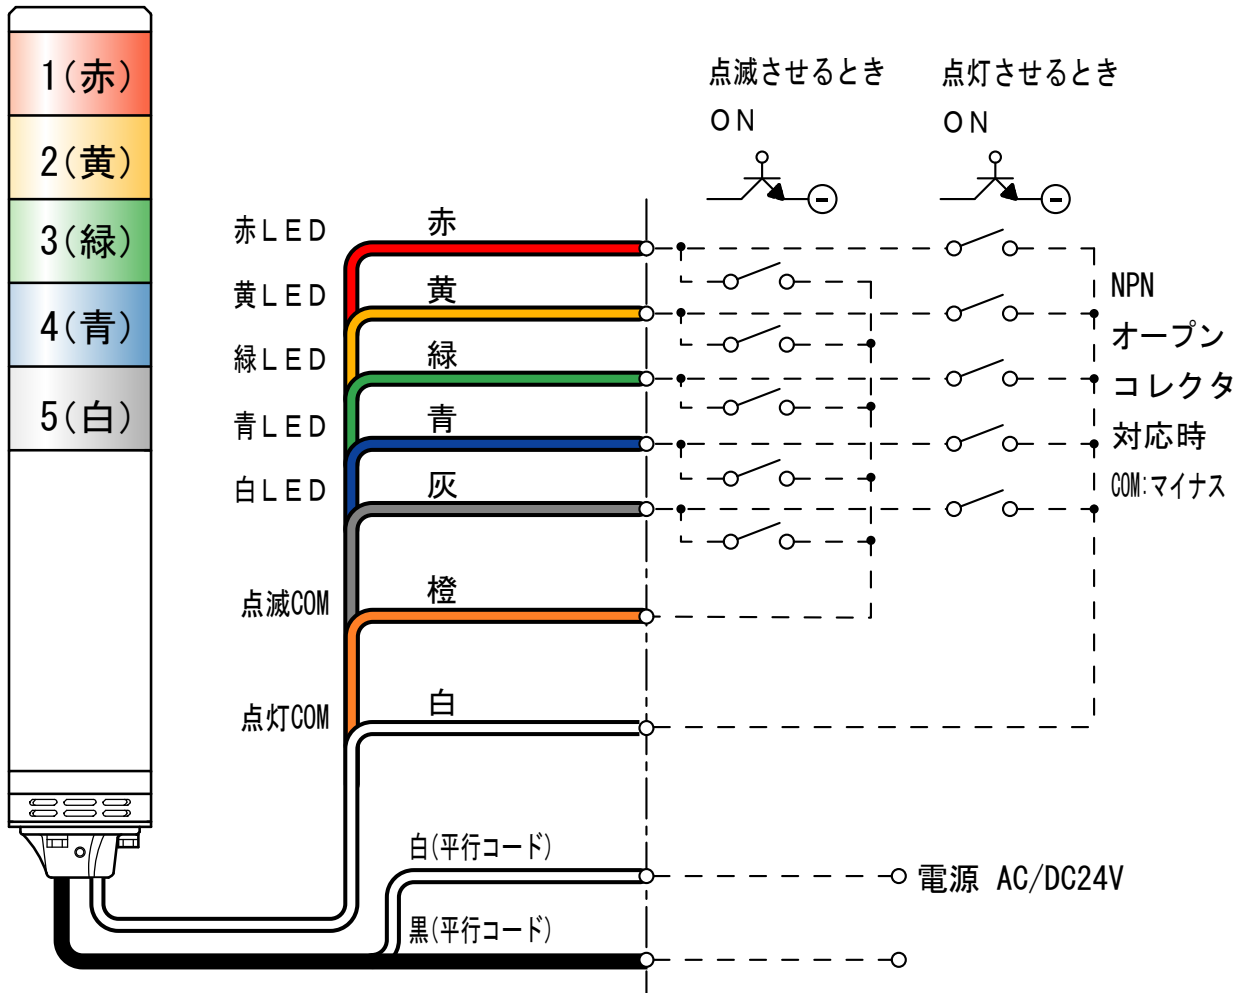 1(赤)
2(黄)
3(緑)
4(青)
5(白)
赤LED
黄LED
緑LED
青LED
白LED
点滅COM
点灯COM
赤
黄
緑
青
灰
橙
白
白(平行コード)
黒(平行コード)
点滅させるとき
ON
点灯させるとき
ON
NPN
オープン
コレクタ
対応時
COM:マイナス
電源 AC/DC24V